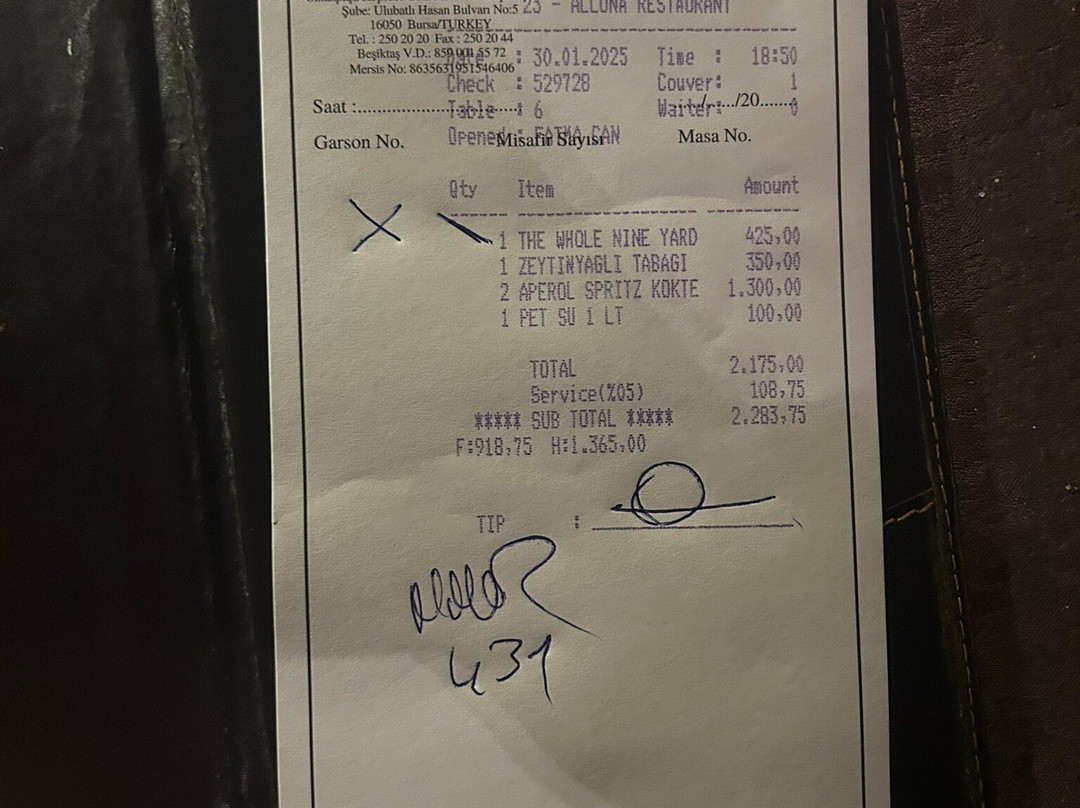 Şube: Ulubatlı Hasan Bulvarı No:5 23 - ALLUNA RESTAURANT
16050 Bursa/TURKEY
Tel. : 250 20 20 Fax : 250 20 44
Date : 30.01.2025 Time : 18:50
Beşiktaş V.D.: 859 001 55 72
Mersis No: 8635631951546406
Check : 529728 Couver: 1
Saat :........................ ....../....../20.......
Table : 6 Waiter: 0
Garson No. Misafir Sayısı Masa No.
Opened : FATMA CAN
Qty Item Amount
1 THE WHOLE NINE YARD 425,00
1 ZEYTINYAGLI TABAGI 350,00
2 APEROL SPRITZ KOKTE 1.300,00
1 PET SU 1 LT 100,00
TOTAL 2.175,00
Service(%05) 108,75
***** SUB TOTAL ***** 2.283,75
F:918,75 H:1.365,00
TIP :
431